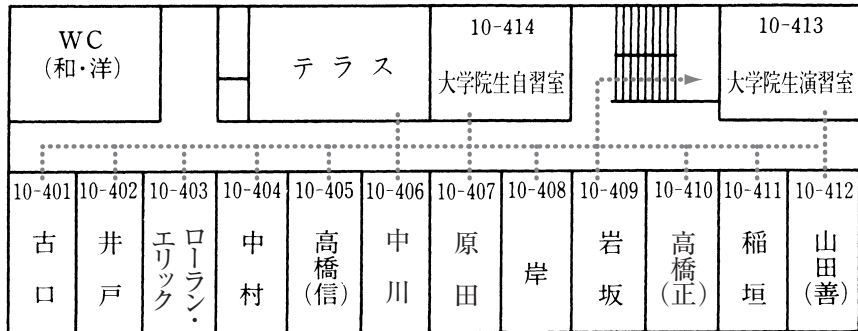 WC
(和・洋)
テラス
10-414
大学院生自習室
10-413
大学院生演習室
10-401
古口
10-402
井戸
10-403
ローラン・
エリック
10-404
中村
10-405
高橋(信)
10-406
中川
10-407
原田
10-408
岸
10-409
岩坂
10-410
高橋(正)
10-411
稲垣
10-412
山田(善)